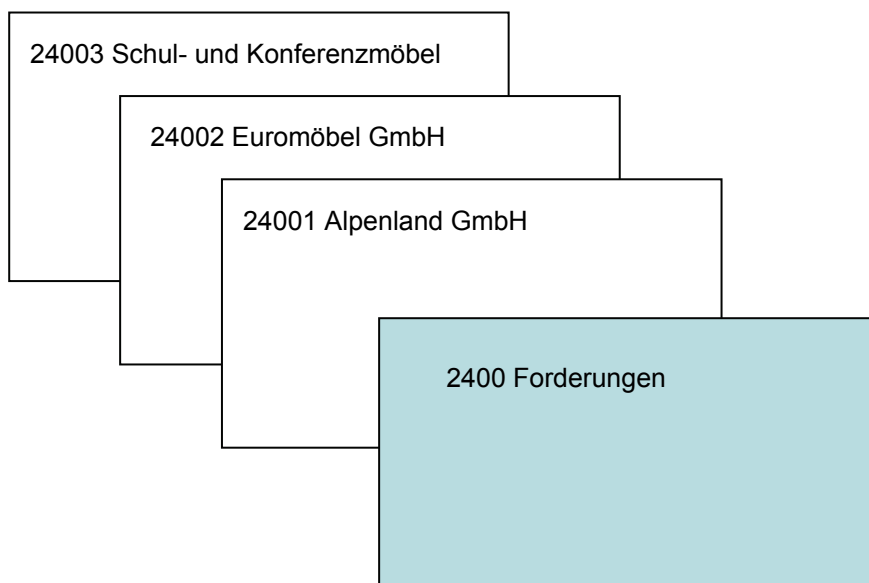 24003 Schul- und Konferenzmöbel
24002 Euromöbel GmbH
24001 Alpenland GmbH
2400 Forderungen